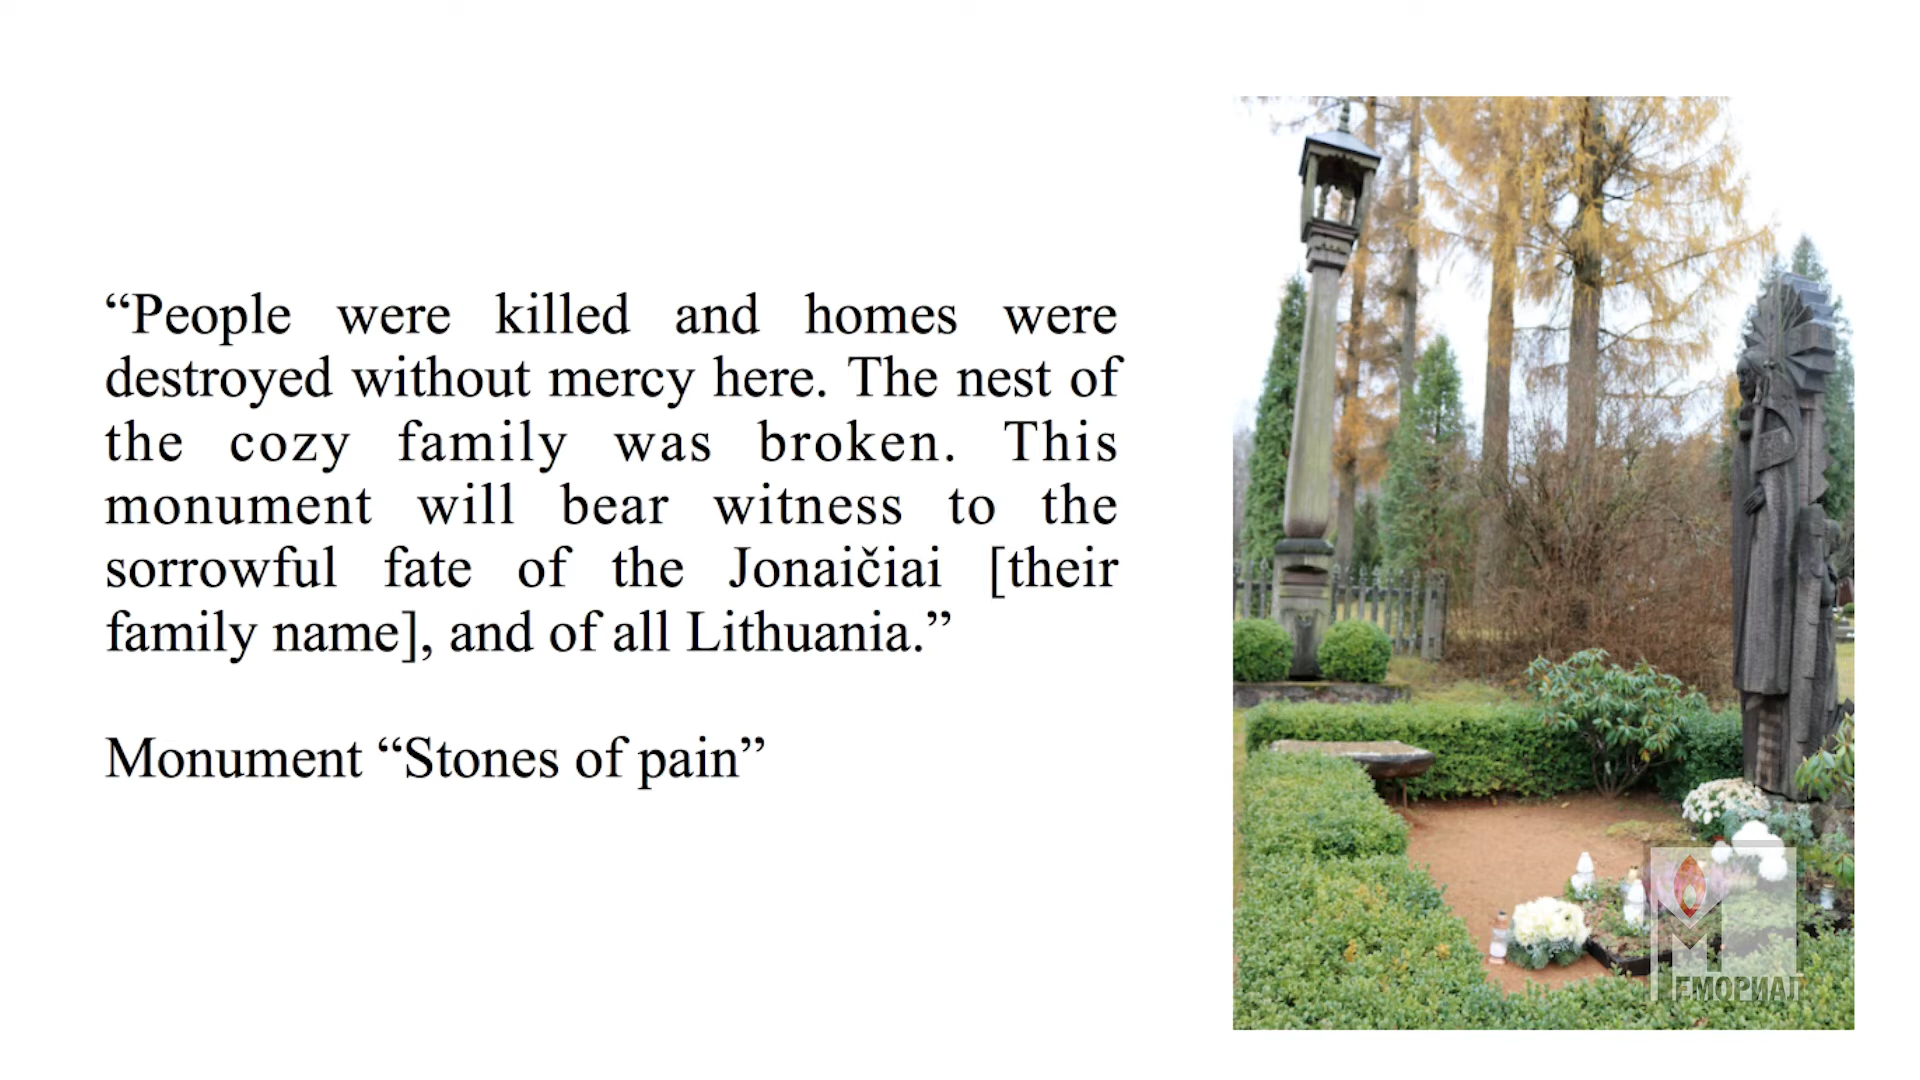 “People were killed and homes were
destroyed without mercy here. The nest of
the cozy family was broken. This
monument will bear witness to the
sorrowful fate of the Jonaičiai [their
family name], and of all Lithuania.”
Monument “Stones of pain”
МЕМОРИАЛ